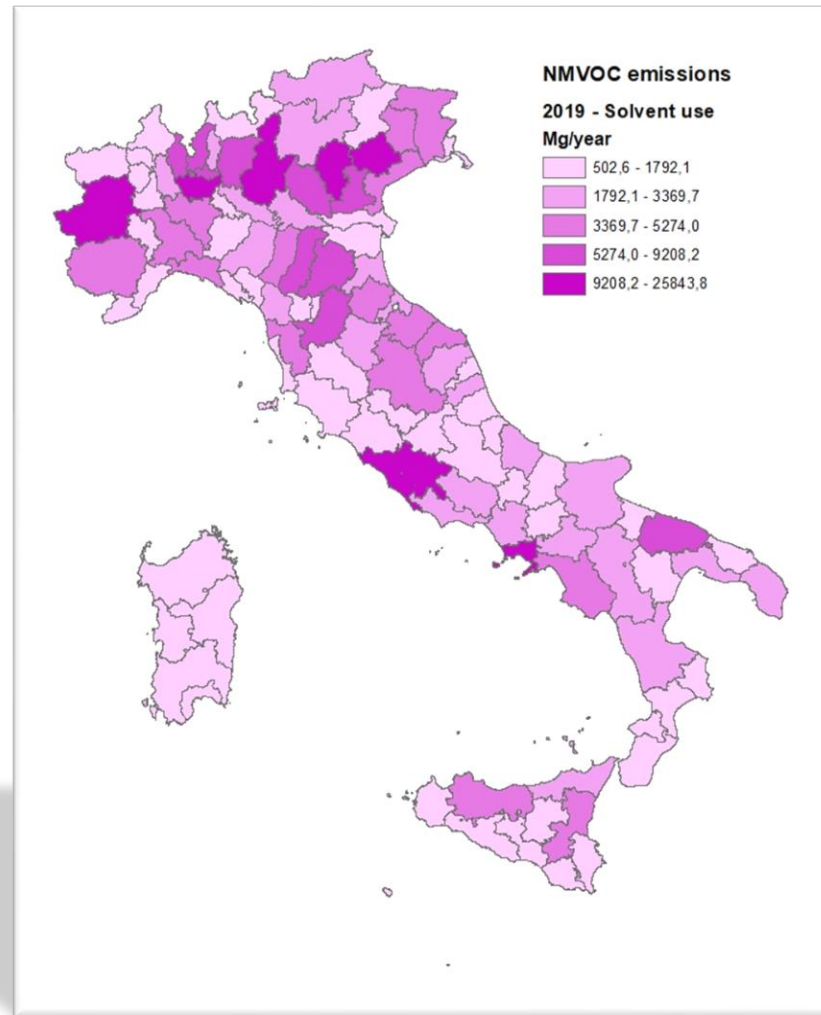 NMVOC emissions
2019 - Solvent use
Mg/year
502,6 - 1792,1
1792,1 - 3369,7
3369,7 - 5274,0
5274,0 - 9208,2
9208,2 - 25843,8